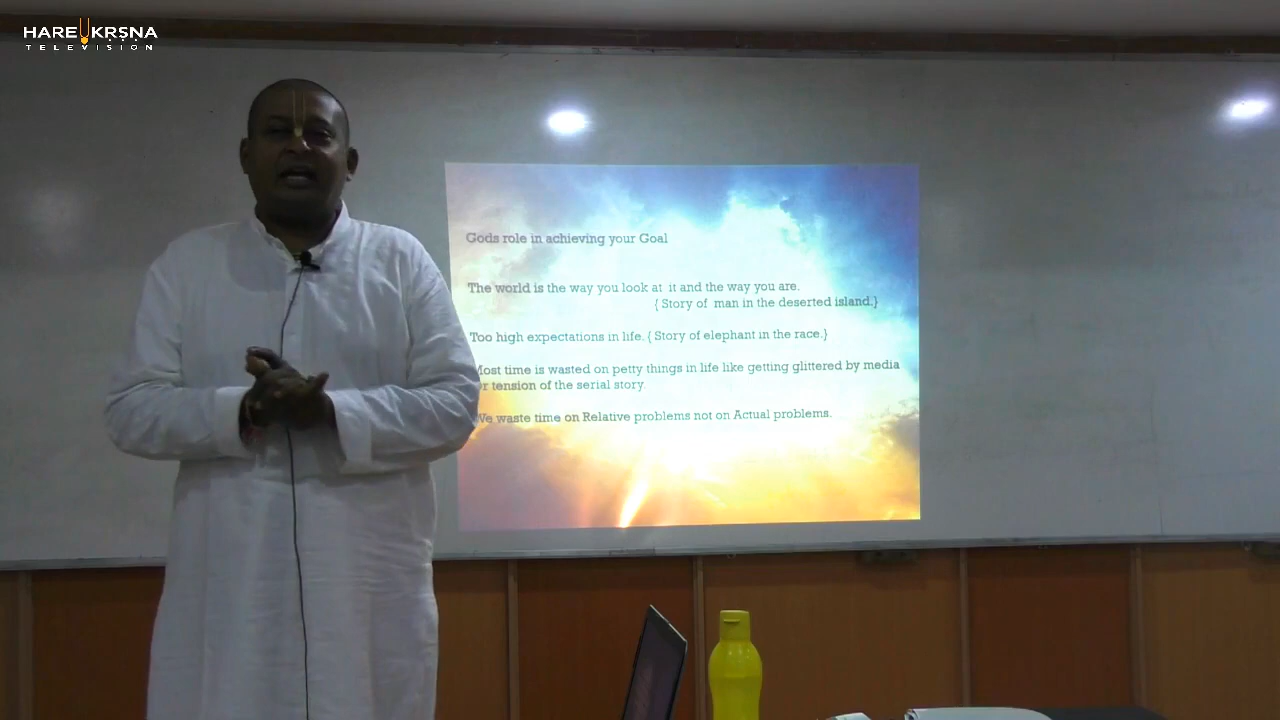 HARE KRSNA
TELEVISION
Gods role in achieving your Goal
The world is the way you look at it and the way you are.
{ Story of man in the deserted island.}
Too high expectations in life. { Story of elephant in the race.}
Most time is wasted on petty things in life like getting glittered by media
or tension of the serial story.
We waste time on Relative problems not on Actual problems.